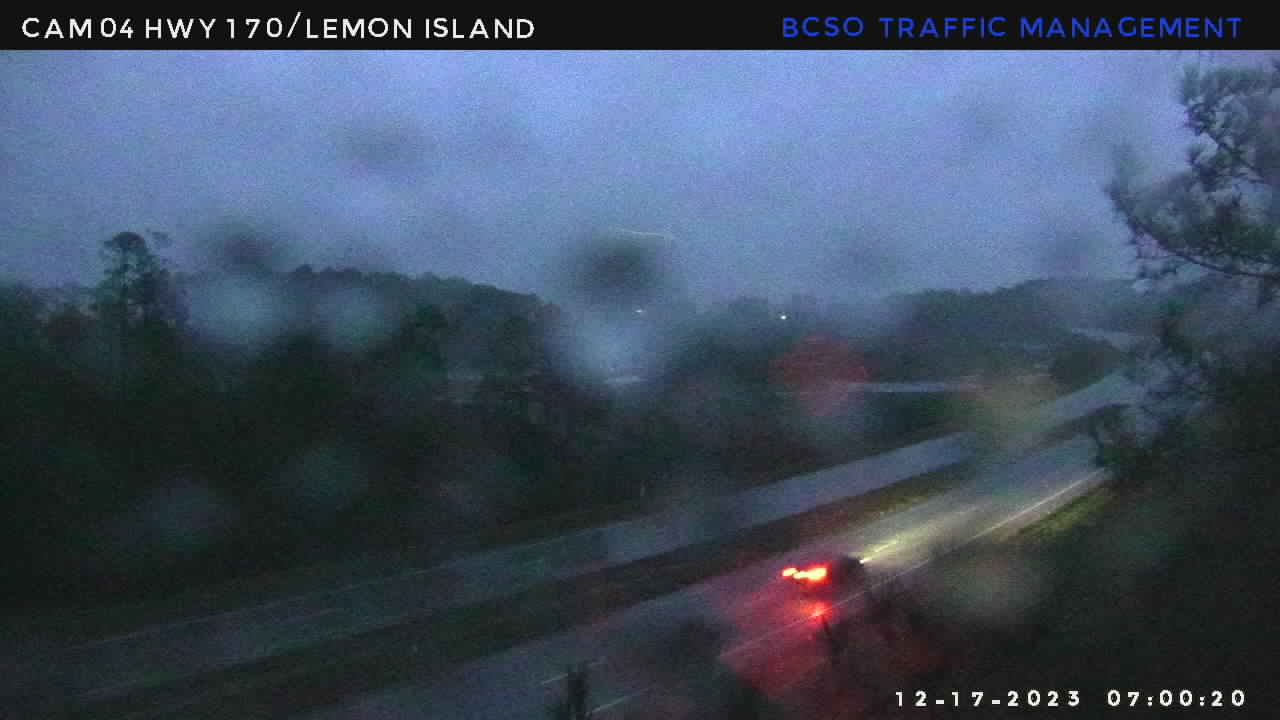 CAM04 HWY 170/LEMON ISLAND
BCSO TRAFFIC MANAGEMENT
12-17-2023 07:00:20